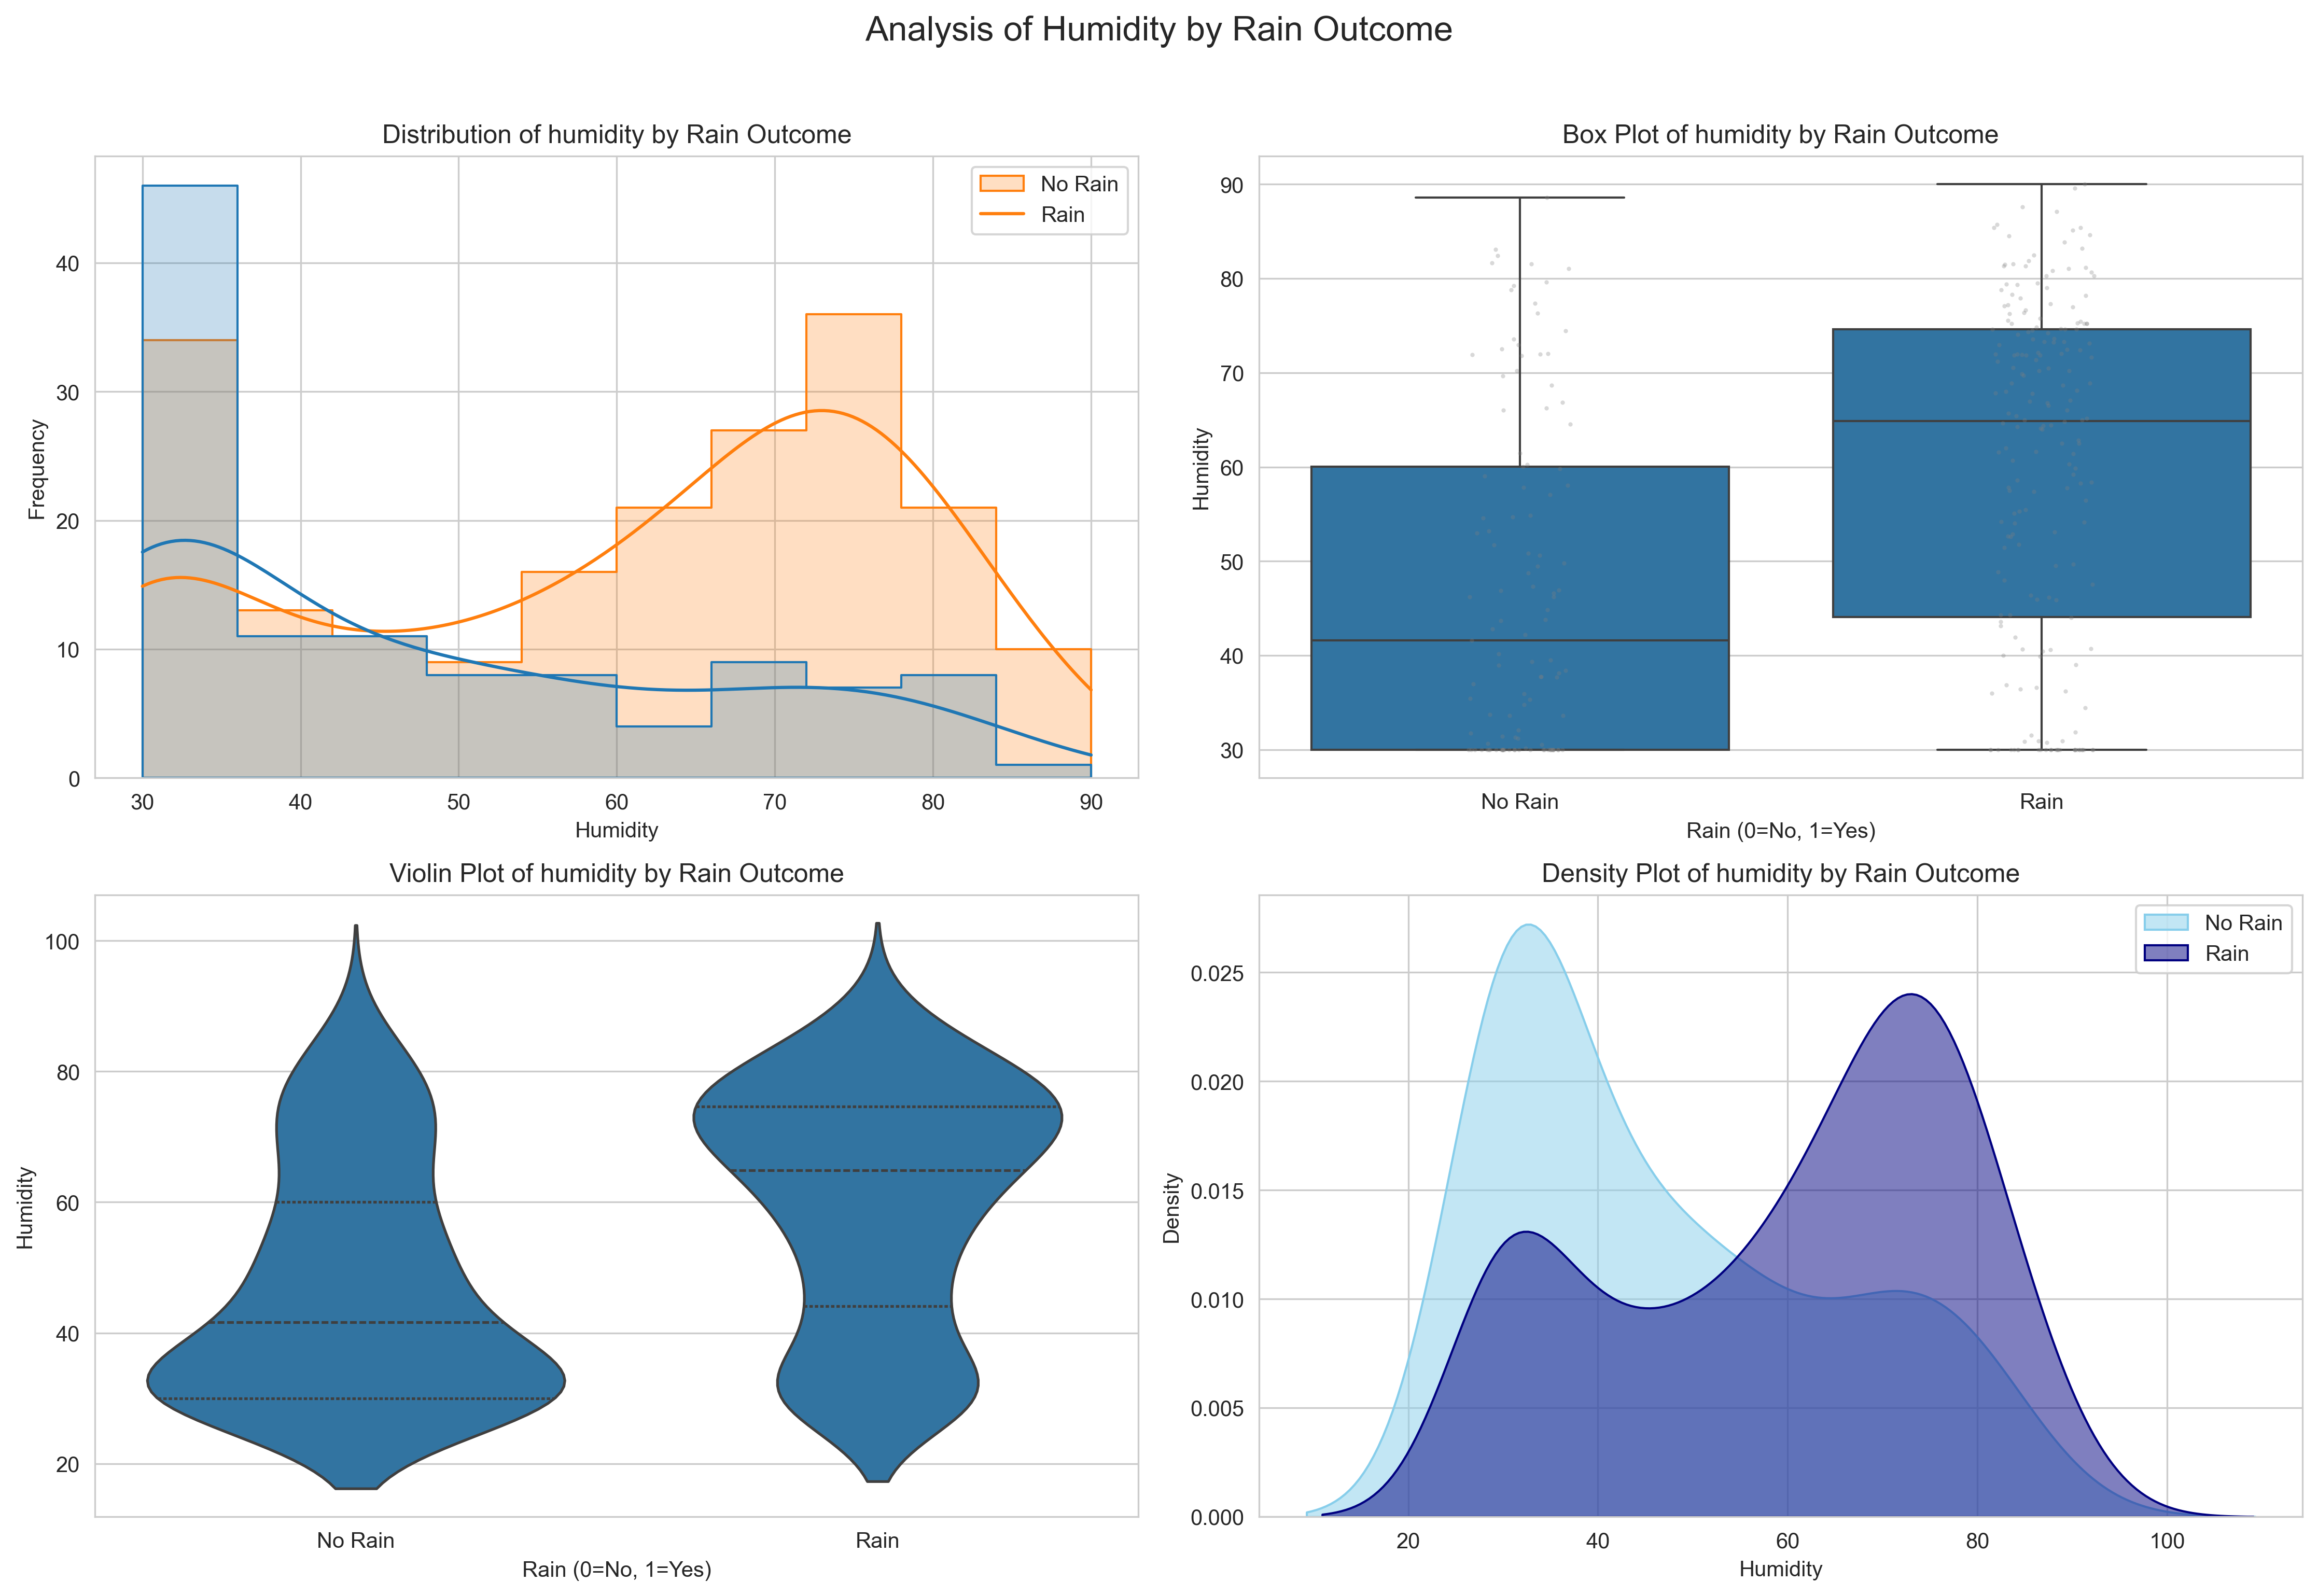 Analysis of Humidity by Rain Outcome
Distribution of humidity by Rain Outcome
No Rain
Rain
Frequency
40
30
20
10
0
30 40 50 60 70 80 90
Humidity
Box Plot of humidity by Rain Outcome
Humidity
90
80
70
60
50
40
30
No Rain Rain
Rain (0=No, 1=Yes)
Violin Plot of humidity by Rain Outcome
Humidity
100
80
60
40
20
No Rain Rain
Rain (0=No, 1=Yes)
Density Plot of humidity by Rain Outcome
No Rain
Rain
Density
0.025
0.020
0.015
0.010
0.005
0.000
20 40 60 80 100
Humidity